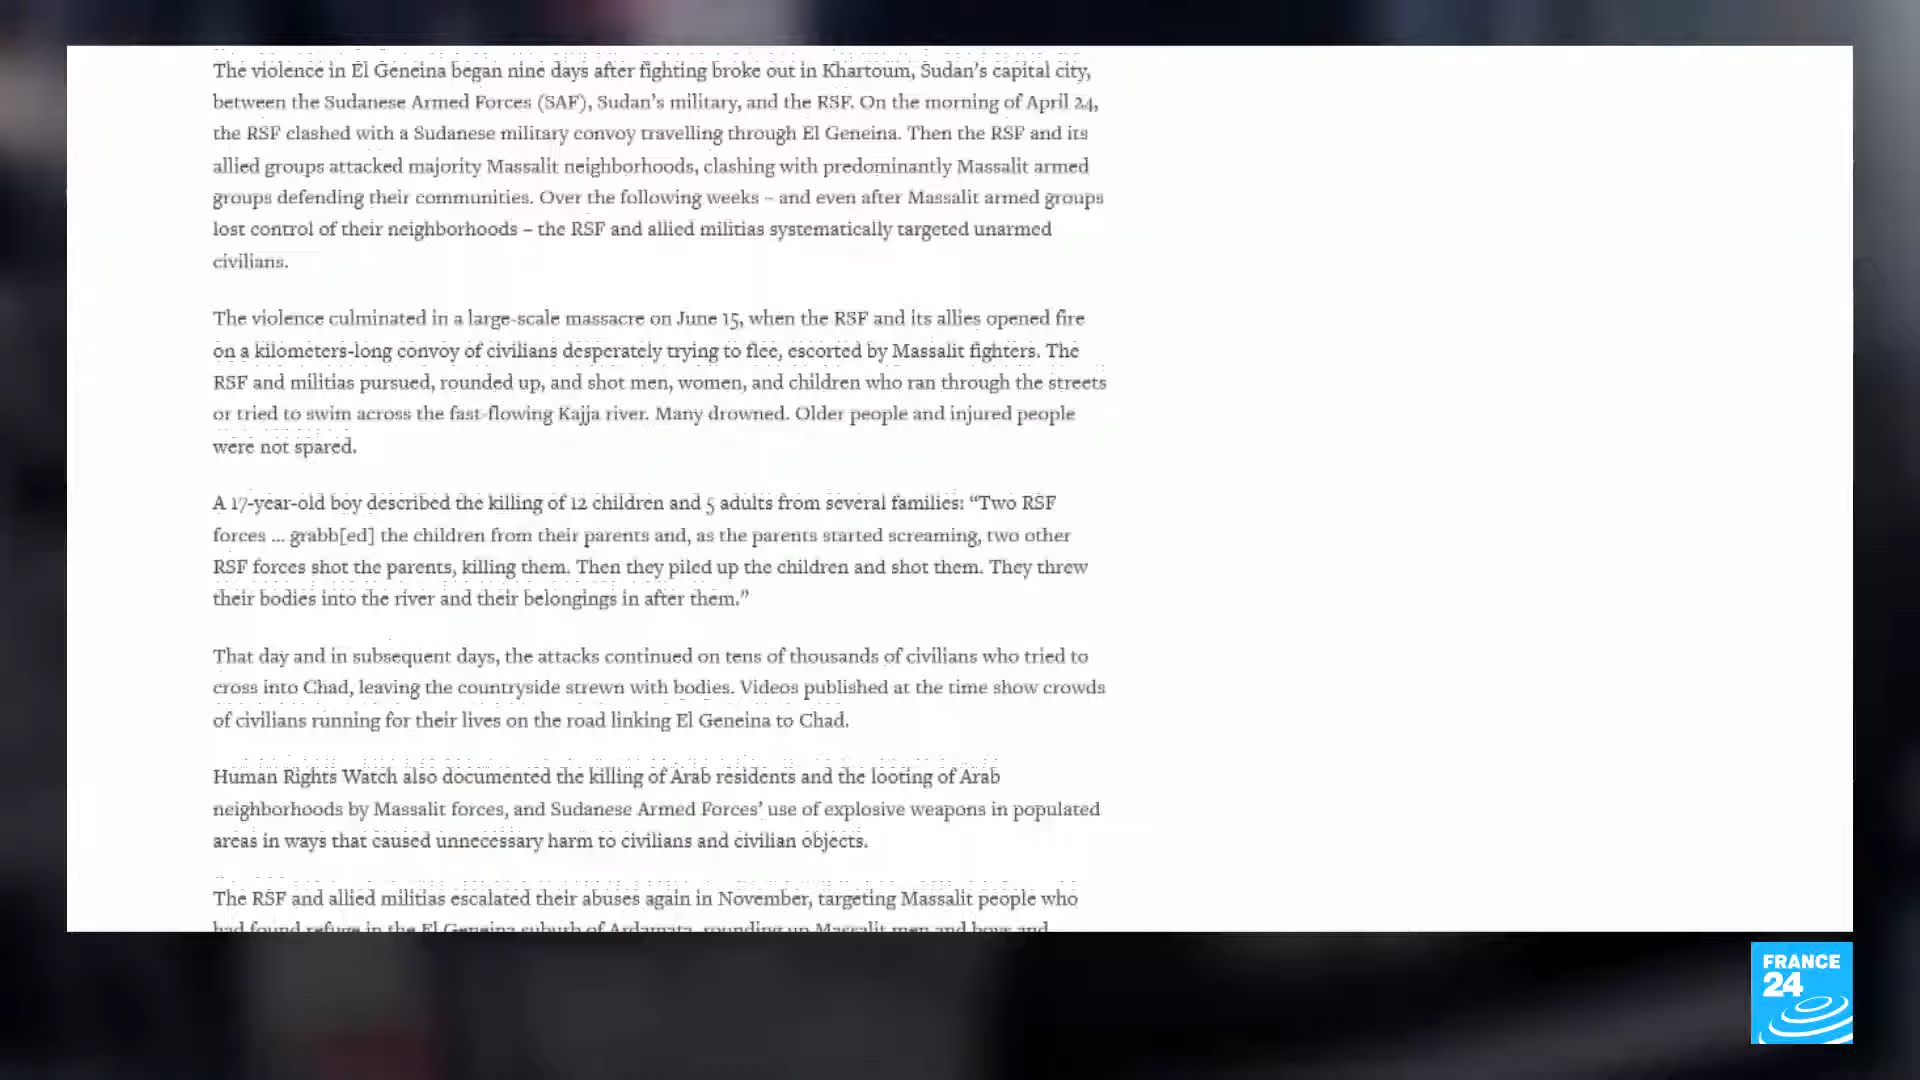 The violence in El Geneina began nine days after fighting broke out in Khartoum, Sudan’s capital city,
between the Sudanese Armed Forces (SAF), Sudan’s military, and the RSF. On the morning of April 24,
the RSF clashed with a Sudanese military convoy travelling through El Geneina. Then the RSF and its
allied groups attacked majority Massalit neighborhoods, clashing with predominantly Massalit armed
groups defending their communities. Over the following weeks – and even after Massalit armed groups
lost control of their neighborhoods – the RSF and allied militias systematically targeted unarmed
civilians.
The violence culminated in a large-scale massacre on June 15, when the RSF and its allies opened fire
on a kilometers-long convoy of civilians desperately trying to flee, escorted by Massalit fighters. The
RSF and militias pursued, rounded up, and shot men, women, and children who ran through the streets
or tried to swim across the fast-flowing Kajja river. Many drowned. Older people and injured people
were not spared.
A 17-year-old boy described the killing of 12 children and 5 adults from several families: “Two RSF
forces ... grabb[ed] the children from their parents and, as the parents started screaming, two other
RSF forces shot the parents, killing them. Then they piled up the children and shot them. They threw
their bodies into the river and their belongings in after them.”
That day and in subsequent days, the attacks continued on tens of thousands of civilians who tried to
cross into Chad, leaving the countryside strewn with bodies. Videos published at the time show crowds
of civilians running for their lives on the road linking El Geneina to Chad.
Human Rights Watch also documented the killing of Arab residents and the looting of Arab
neighborhoods by Massalit forces, and Sudanese Armed Forces’ use of explosive weapons in populated
areas in ways that caused unnecessary harm to civilians and civilian objects.
The RSF and allied militias escalated their abuses again in November, targeting Massalit people who
had found refuge in the El Geneina suburb of Ardamata, rounding up Massalit men and boys and
FRANCE
24